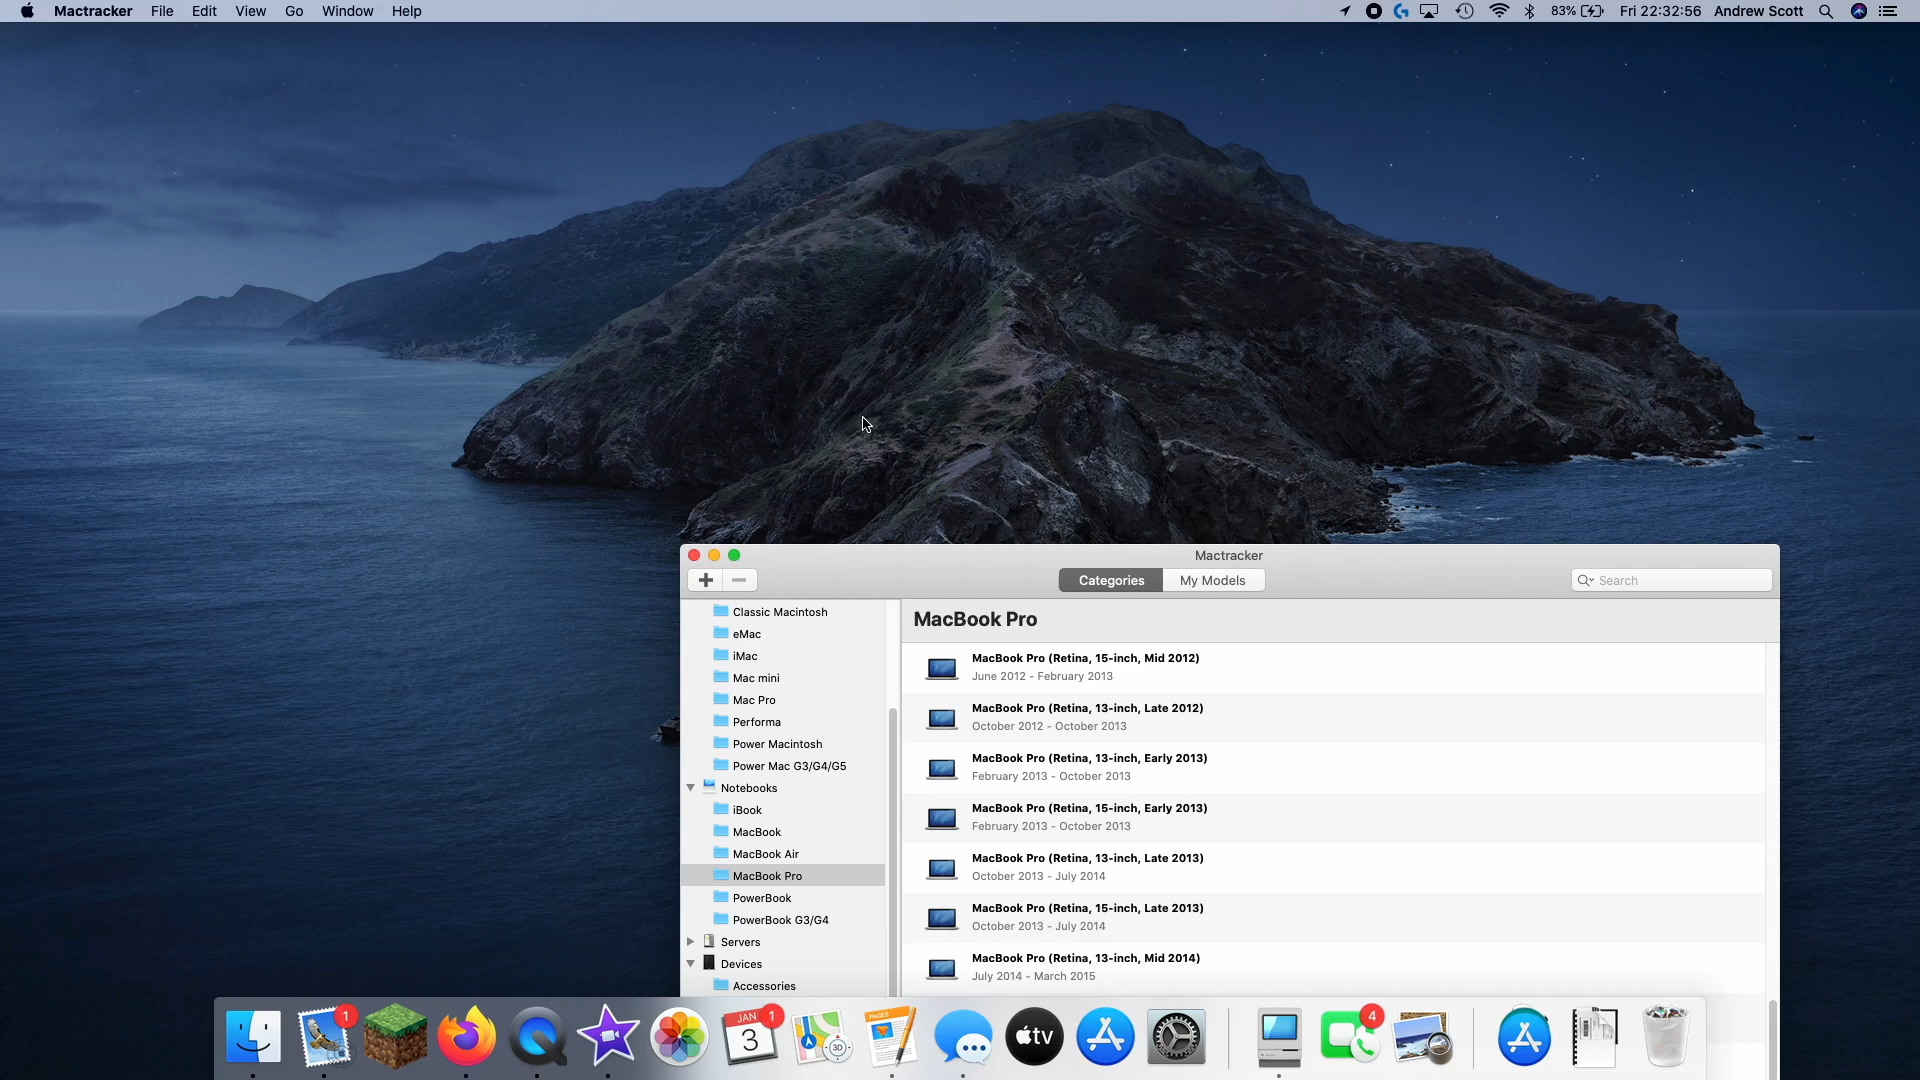 Mactracker File Edit View Go Window Help 83% Fri 22:32:56 Andrew Scott
Mactracker
Categories My Models Search
Classic Macintosh
eMac
iMac
Mac mini
Mac Pro
Performa
Power Macintosh
Power Mac G3/G4/G5
Notebooks
iBook
MacBook
MacBook Air
MacBook Pro
PowerBook
PowerBook G3/G4
Servers
Devices
Accessories
MacBook Pro
MacBook Pro (Retina, 15-inch, Mid 2012)
June 2012 - February 2013
MacBook Pro (Retina, 13-inch, Late 2012)
October 2012 - October 2013
MacBook Pro (Retina, 13-inch, Early 2013)
February 2013 - October 2013
MacBook Pro (Retina, 15-inch, Early 2013)
February 2013 - October 2013
MacBook Pro (Retina, 13-inch, Late 2013)
October 2013 - July 2014
MacBook Pro (Retina, 15-inch, Late 2013)
October 2013 - July 2014
MacBook Pro (Retina, 13-inch, Mid 2014)
July 2014 - March 2015
1
JAN 1
3
3D
PAGES
tv
4